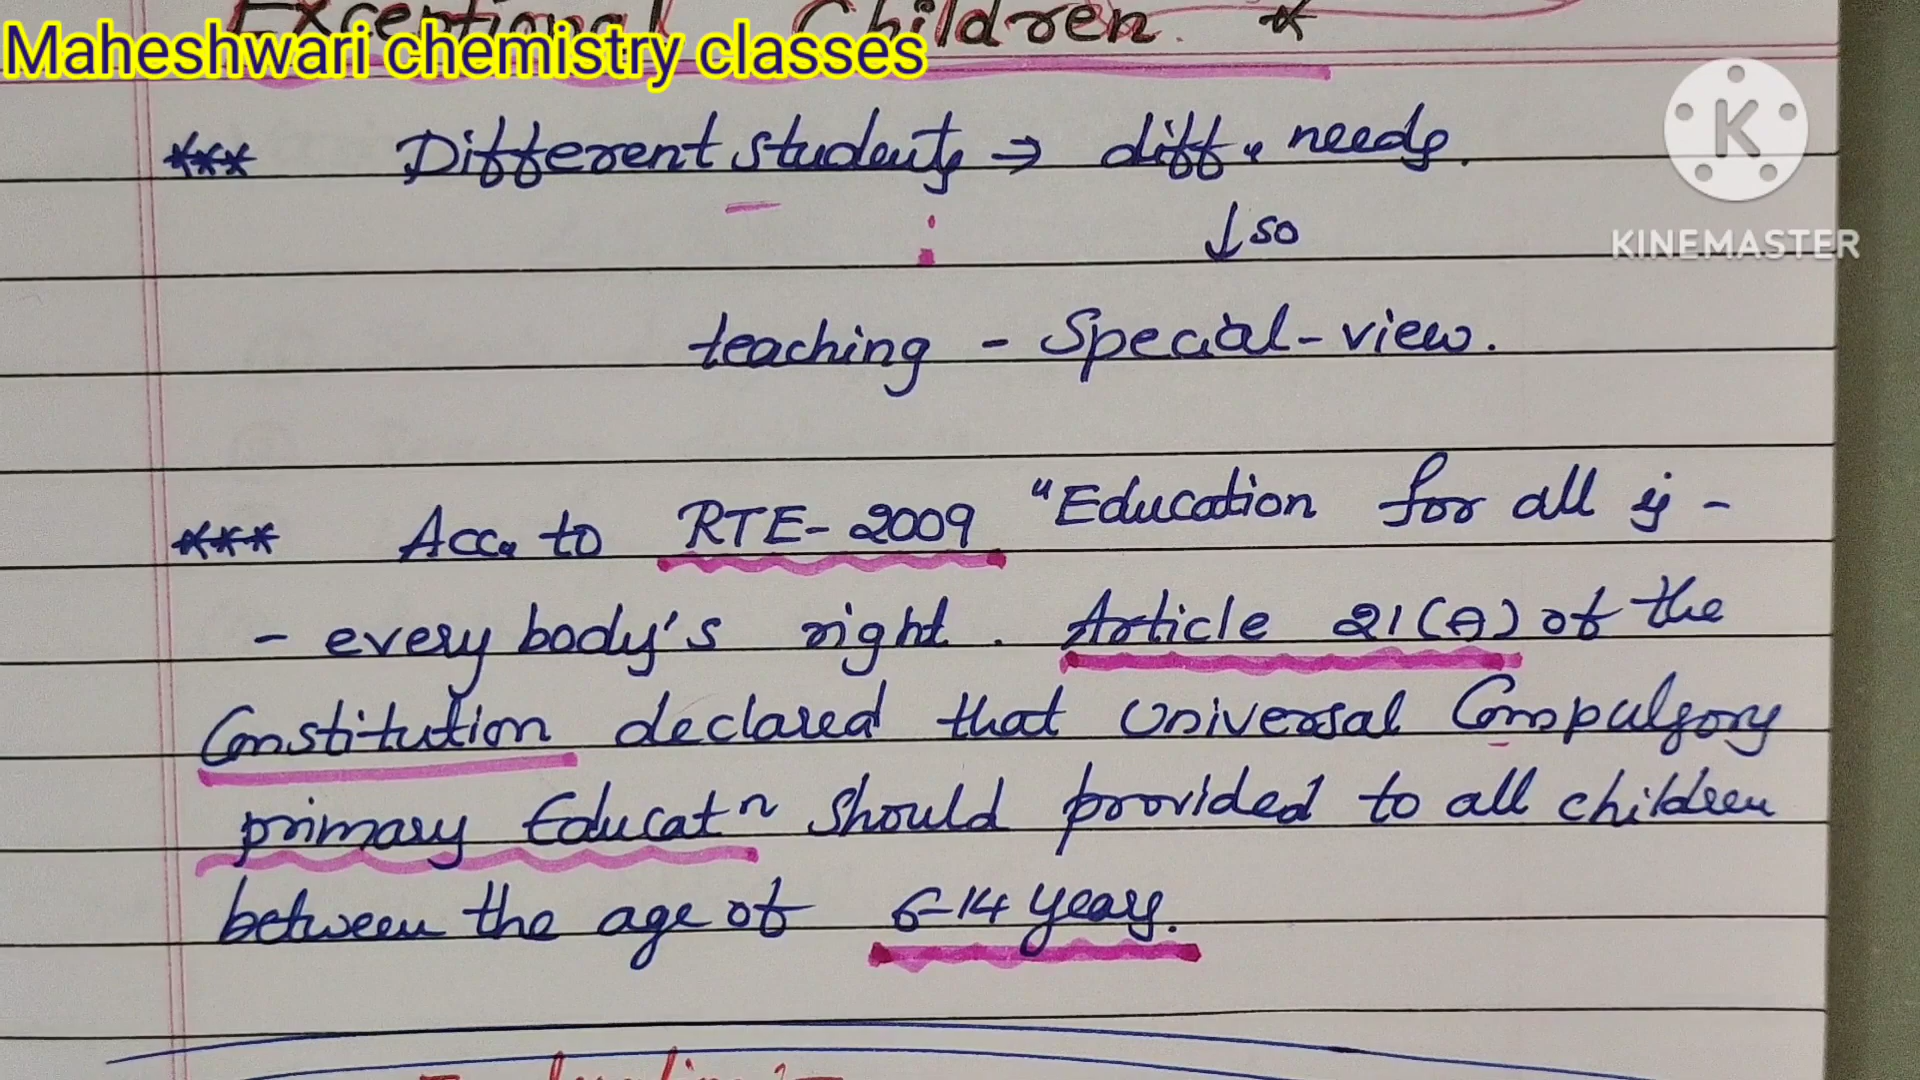 Exceptional Children. *
Maheshwari chemistry classes
*** Different students ⇒ diff. needs.
↓ so
KINEMASTER
teaching - Special-view.
*** Acc. to RTE-2009 "Education for all is -
- every body's right. Article 21(A) of the
Constitution declared that Universal Compulsory
primary Educatn should provided to all children
between the age of 6-14 years.